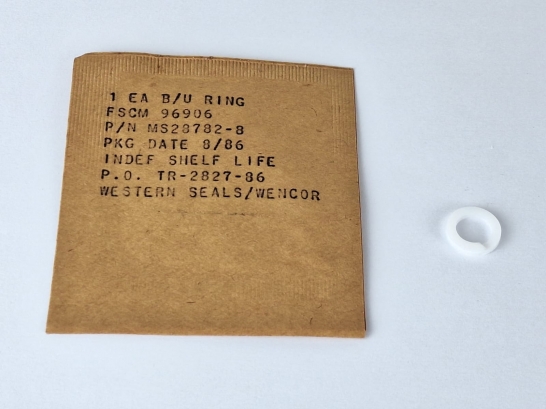 1 EA B/U RING
FSCM 96906
P/N MS28782-8
PKG DATE 8/86
INDEF SHELF LIFE
P.O. TR-2827-86
WESTERN SEALS/WENCOR